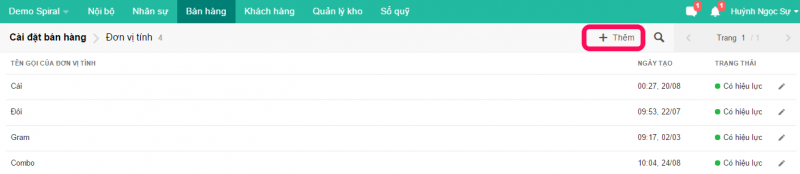 Demo Spiral Nội bộ Nhân sự Bán hàng Khách hàng Quản lý kho Sổ quỹ 1 1 Huỳnh Ngọc Sự
Cài đặt bán hàng Đơn vị tính 4 + Thêm Trang 1 / 1
TÊN GỌI CỦA ĐƠN VỊ TÍNH NGÀY TẠO TRẠNG THÁI
Cái 00:27, 20/08 Có hiệu lực
Đôi 09:53, 22/07 Có hiệu lực
Gram 09:17, 02/03 Có hiệu lực
Combo 10:04, 24/08 Có hiệu lực